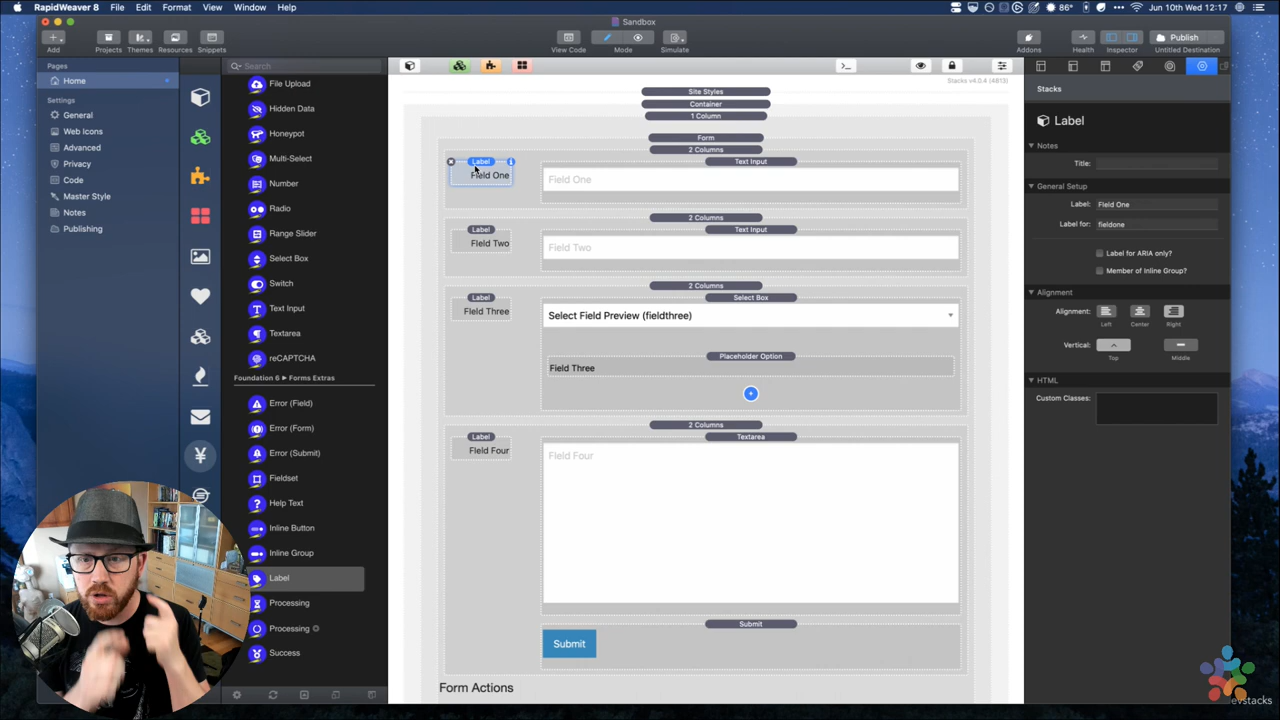 RapidWeaver 8 File Edit Format View Window Help
86° Jun 10th Wed 12:17
Sandbox
Add Projects Themes Resources Snippets
View Code Mode Simulate
Addons Health Inspector Publish
Untitled Destination
Pages
Home
Settings
General
Web Icons
Advanced
Privacy
Code
Master Style
Notes
Publishing
Search
File Upload
Hidden Data
Honeypot
Multi-Select
Number
Radio
Range Slider
Select Box
Switch
Text Input
Textarea
reCAPTCHA
Foundation 6 ▸ Forms Extras
Error (Field)
Error (Form)
Error (Submit)
Fieldset
Help Text
Inline Button
Inline Group
Label
Processing
Processing
Success
Stacks v4.0.4 (4813)
Site Styles
Container
1 Column
Form
2 Columns
Label
Text Input
Field One
Field One
2 Columns
Label
Text Input
Field Two
Field Two
2 Columns
Label
Select Box
FIeld Three
Select Field Preview (fieldthree)
Placeholder Option
Field Three
2 Columns
Label
Textarea
FIeld Four
Field Four
Submit
Submit
Form Actions
Stacks
Label
Notes
Title:
General Setup
Label: Field One
Label for: fieldone
Label for ARIA only?
Member of Inline Group?
Alignment
Alignment:
Left Center Right
Vertical:
Top Middle
HTML
Custom Classes:
evstacks